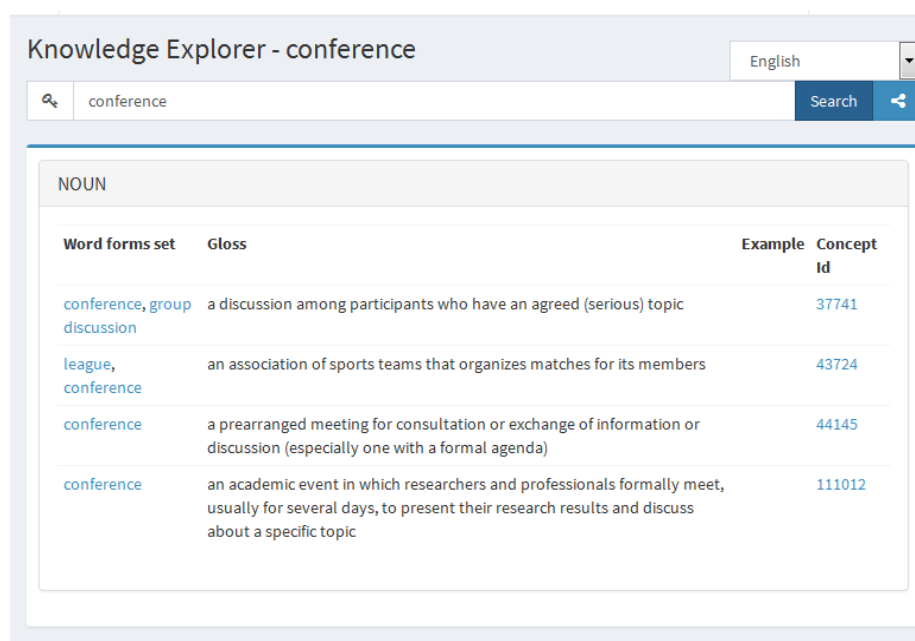 Knowledge Explorer - conference
English
conference
Search
NOUN
Word forms set Gloss Example Concept
Id
conference, group a discussion among participants who have an agreed (serious) topic 37741
discussion
league, an association of sports teams that organizes matches for its members 43724
conference
conference a prearranged meeting for consultation or exchange of information or 44145
discussion (especially one with a formal agenda)
conference an academic event in which researchers and professionals formally meet, 111012
usually for several days, to present their research results and discuss
about a specific topic